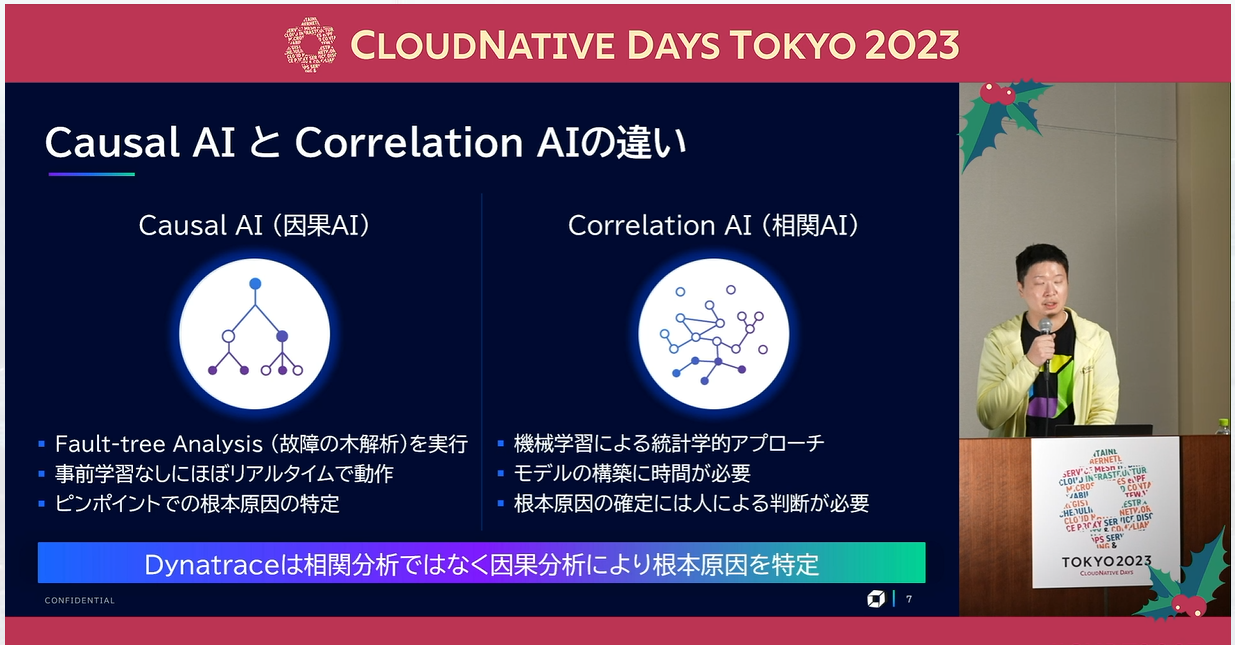 CLOUDNATIVE DAYS TOKYO 2023
Causal AI と Correlation AIの違い
Causal AI（因果AI）
Fault-tree Analysis（故障の木解析）を実行
事前学習なしにほぼリアルタイムで動作
ピンポイントでの根本原因の特定
Correlation AI（相関AI）
機械学習による統計学的アプローチ
モデルの構築に時間が必要
根本原因の確定には人による判断が必要
Dynatraceは相関分析ではなく因果分析により根本原因を特定
CONFIDENTIAL
7
TOKYO2023
CLOUDNATIVE DAYS